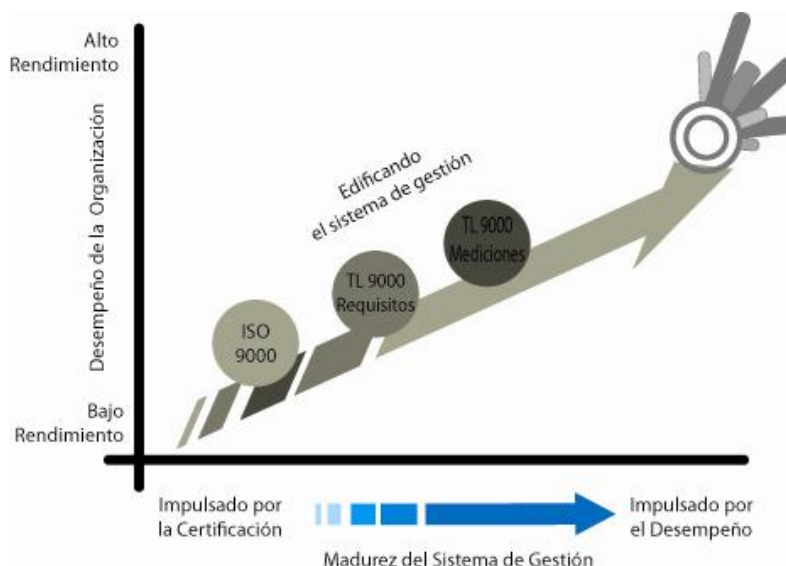 Alto
Rendimiento
Desempeño de la Organización
Edificando
el sistema de gestión
TL 9000
Mediciones
TL 9000
Requisitos
ISO
9000
Bajo
Rendimiento
Impulsado por
la Certificación
Impulsado por
el Desempeño
Madurez del Sistema de Gestión